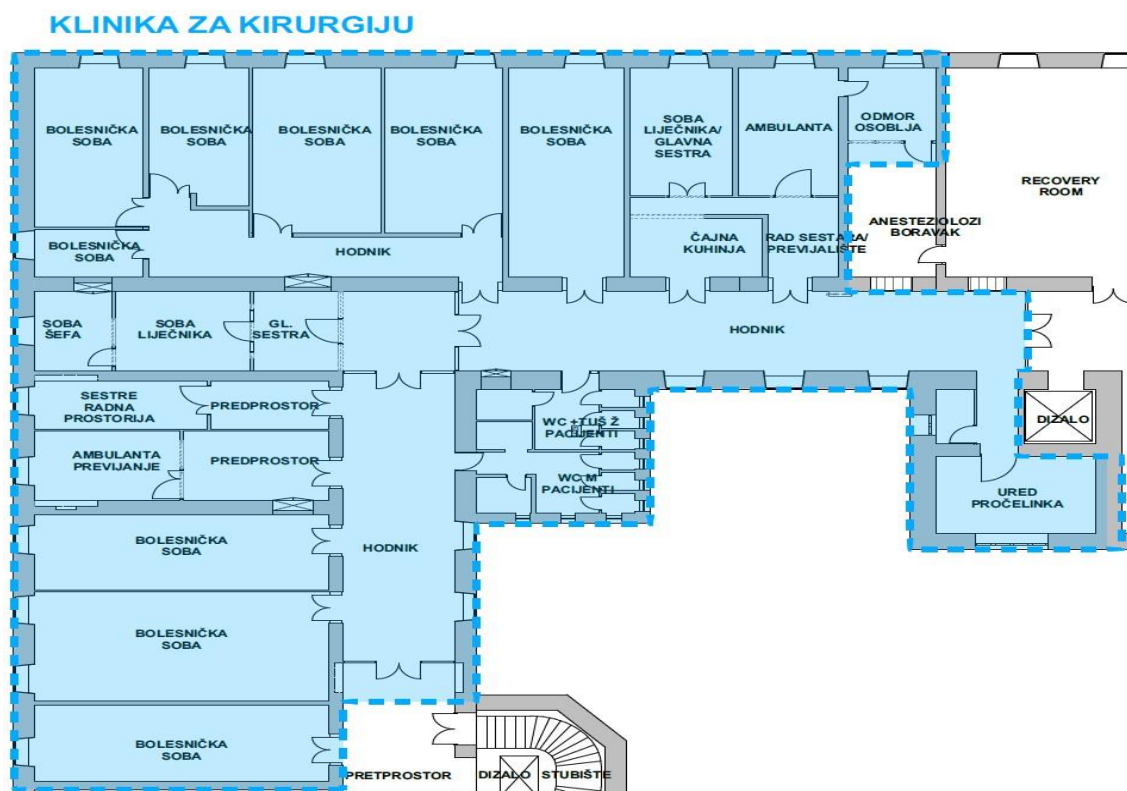 KLINIKA ZA KIRURGIJU
BOLESNIČKA
SOBA
BOLESNIČKA
SOBA
BOLESNIČKA
SOBA
BOLESNIČKA
SOBA
BOLESNIČKA
SOBA
SOBA
LIJEČNIKA/
GLAVNA
SESTRA
AMBULANTA
ODMOR
OSOBLJA
RECOVERY
ROOM
ANESTEZIOLOZI
BORAVAK
BOLESNIČKA
SOBA
HODNIK
ČAJNA
KUHINJA
RAD SESTARA/
PREVIJALIŠTE
SOBA
ŠEFA
SOBA
LIJEČNIKA
GL.
SESTRA
HODNIK
SESTRE
RADNA
PROSTORIJA
PREDPROSTOR
WC +TUŠ Ž
PACIJENTI
DIZALO
AMBULANTA
PREVIJANJE
PREDPROSTOR
WC M
PACIJENTI
URED
PROČELINKA
BOLESNIČKA
SOBA
HODNIK
BOLESNIČKA
SOBA
BOLESNIČKA
SOBA
PRETPROSTOR
DIZALO
STUBIŠTE